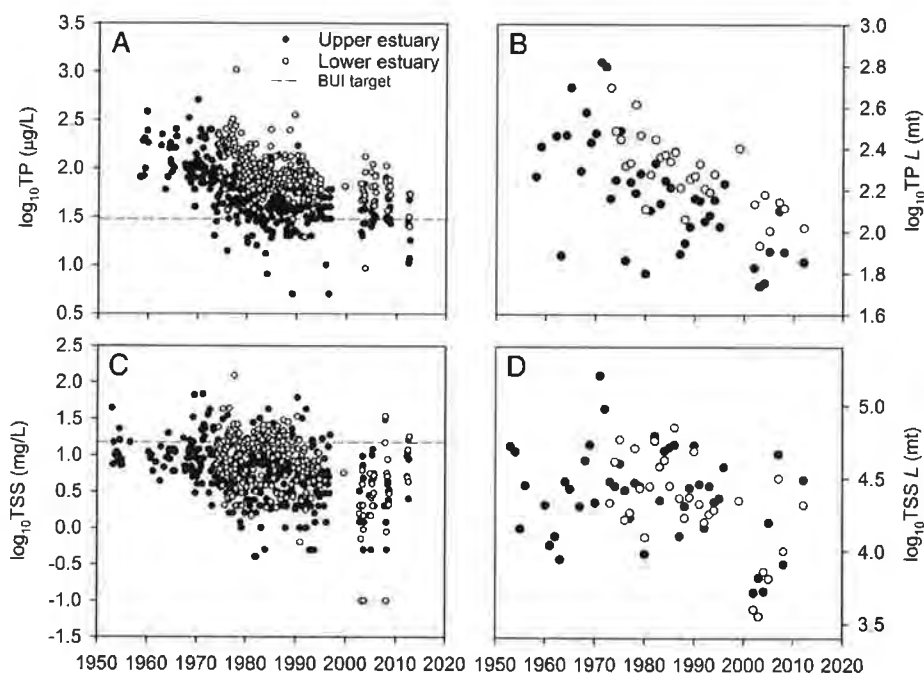 A
Upper estuary
Lower estuary
BUI target
log10TP (µg/L)
3.5
3.0
2.5
2.0
1.5
1.0
0.5
B
log10TP L (mt)
3.0
2.8
2.6
2.4
2.2
2.0
1.8
1.6
C
log10TSS (mg/L)
2.5
2.0
1.5
1.0
0.5
0.0
-0.5
-1.0
-1.5
1950 1960 1970 1980 1990 2000 2010 2020
D
log10TSS L (mt)
5.0
4.5
4.0
3.5
1950 1960 1970 1980 1990 2000 2010 2020